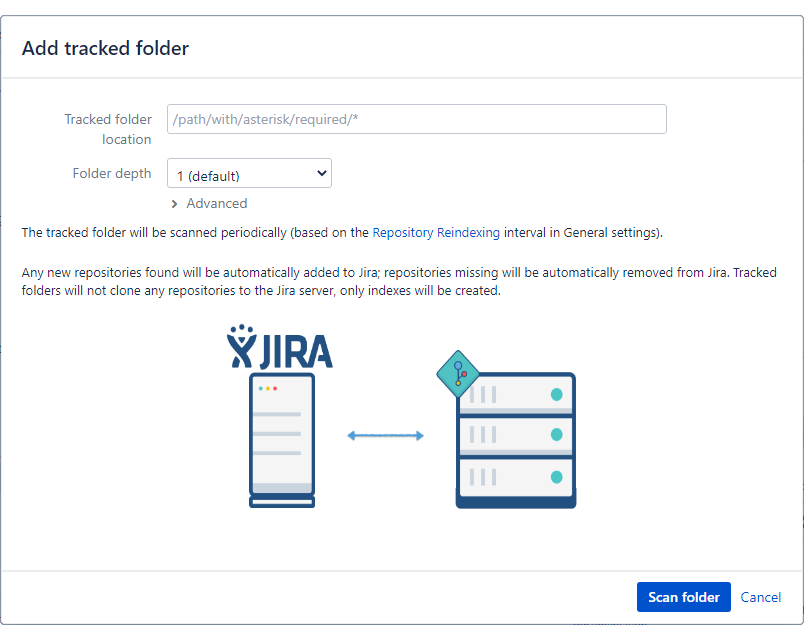 Add tracked folder
Tracked folder
location
/path/with/asterisk/required/*
Folder depth
1 (default)
Advanced
The tracked folder will be scanned periodically (based on the Repository Reindexing interval in General settings).
Any new repositories found will be automatically added to Jira; repositories missing will be automatically removed from Jira. Tracked
folders will not clone any repositories to the Jira server, only indexes will be created.
JIRA
Scan folder
Cancel